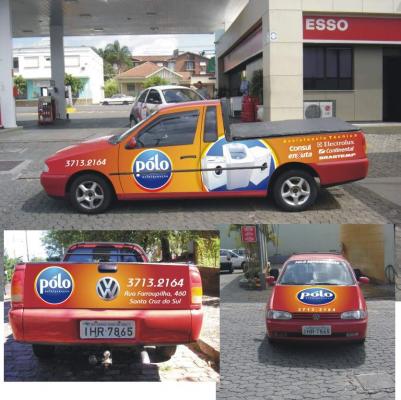 ESSO
3713.2164
pólo
Assistência Técnica
Consul
Electrolux
enxuta
Continental
BRASTEMP
pólo
3713.2164
Rua Farroupilha, 460
Santa Cruz do Sul
IHR 7865
pólo
3713.2164
IHR 7865